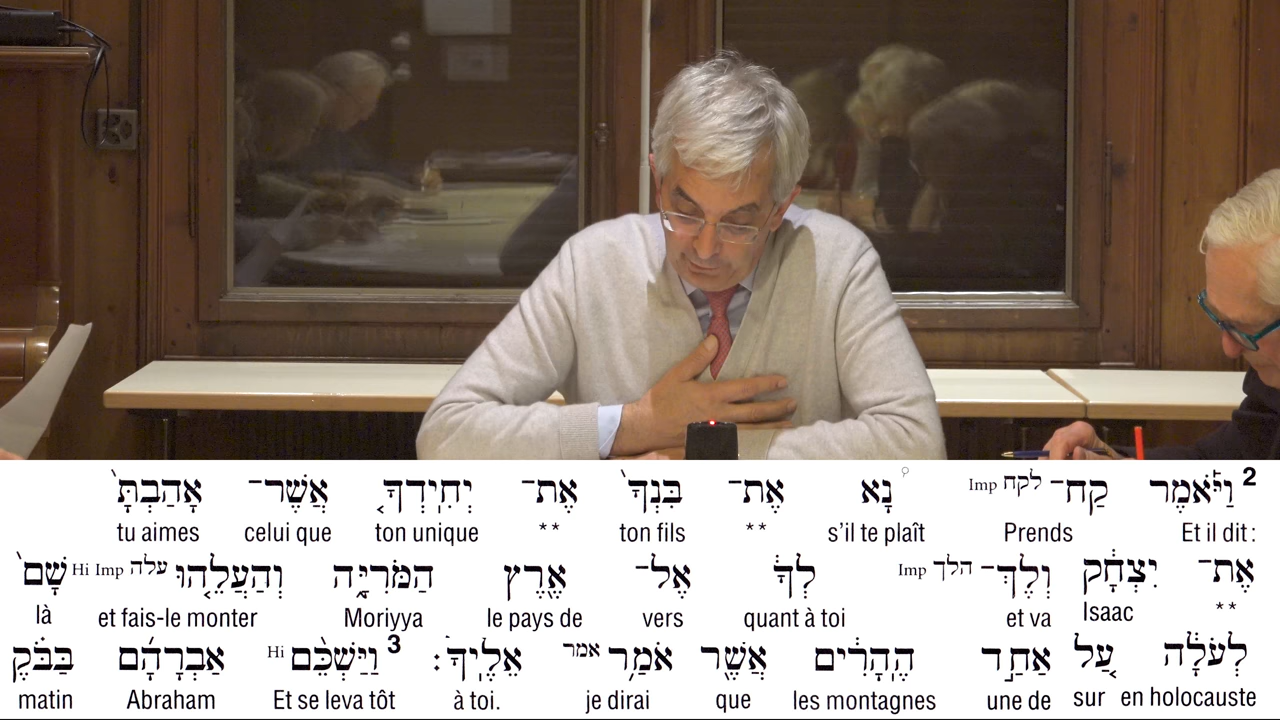 2 וַיֹּ֡אמֶר קַח־ לקח Imp נָ֠א אֶת־ בִּנְךָ֨ אֶת־ יְחִֽידְךָ֤ אֲשֶׁר־ אָהַ֙בְתָּ֙
Et il dit : Prends s'il te plaît ** ton fils ** ton unique celui que tu aimes
אֶת־ יִצְחָ֔ק וְלֶךְ־ הלך Imp לְךָ֔ אֶל־ אֶ֖רֶץ הַמֹּרִיָּ֑ה וְהַעֲלֵ֤הוּ עלה Hi Imp שָׁם֙
** Isaac et va quant à toi vers le pays de Moriyya et fais-le monter là
לְעֹלָ֔ה עַ֚ל אַחַ֣ד הֶֽהָרִ֔ים אֲשֶׁ֖ר אֹמַ֥ר אמר אֵלֶֽיךָ׃ 3 וַיַּשְׁכֵּ֨ם Hi אַבְרָהָ֜ם בַּבֹּ֗קֶ
en holocauste sur une de les montagnes que je dirai à toi. Et se leva tôt Abraham matin